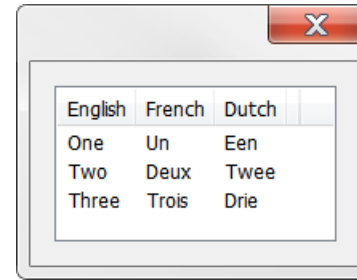 English French Dutch
One Un Een
Two Deux Twee
Three Trois Drie